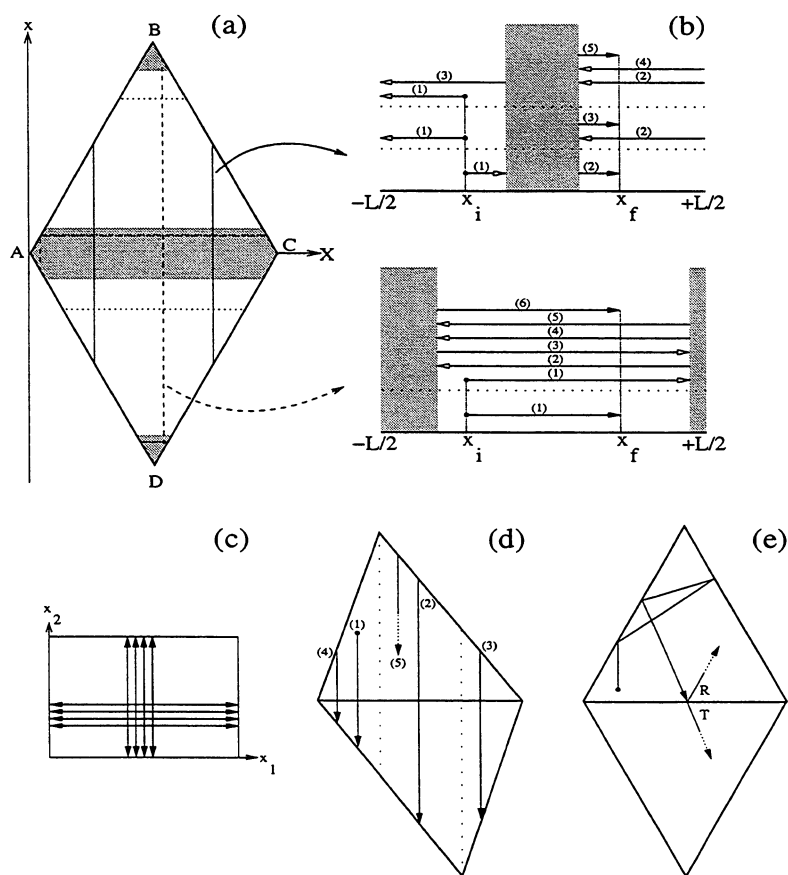 (a)
x
B
A
C
X
D
(b)
(5)
(4)
(3)
(2)
(1)
(3)
(1)
(2)
(1)
(2)
−L/2
x i
x f
+L/2
(6)
(5)
(4)
(3)
(2)
(1)
(1)
−L/2
x i
x f
+L/2
(c)
x 2
x 1
(d)
(1)
(2)
(3)
(4)
(5)
(e)
R
T